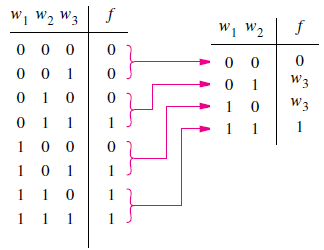 w1 w2 w3 f
0 0 0 0
0 0 1 0
0 1 0 0
0 1 1 1
1 0 0 0
1 0 1 1
1 1 0 1
1 1 1 1
w1 w2 f
0 0 0
0 1 w3
1 0 w3
1 1 1